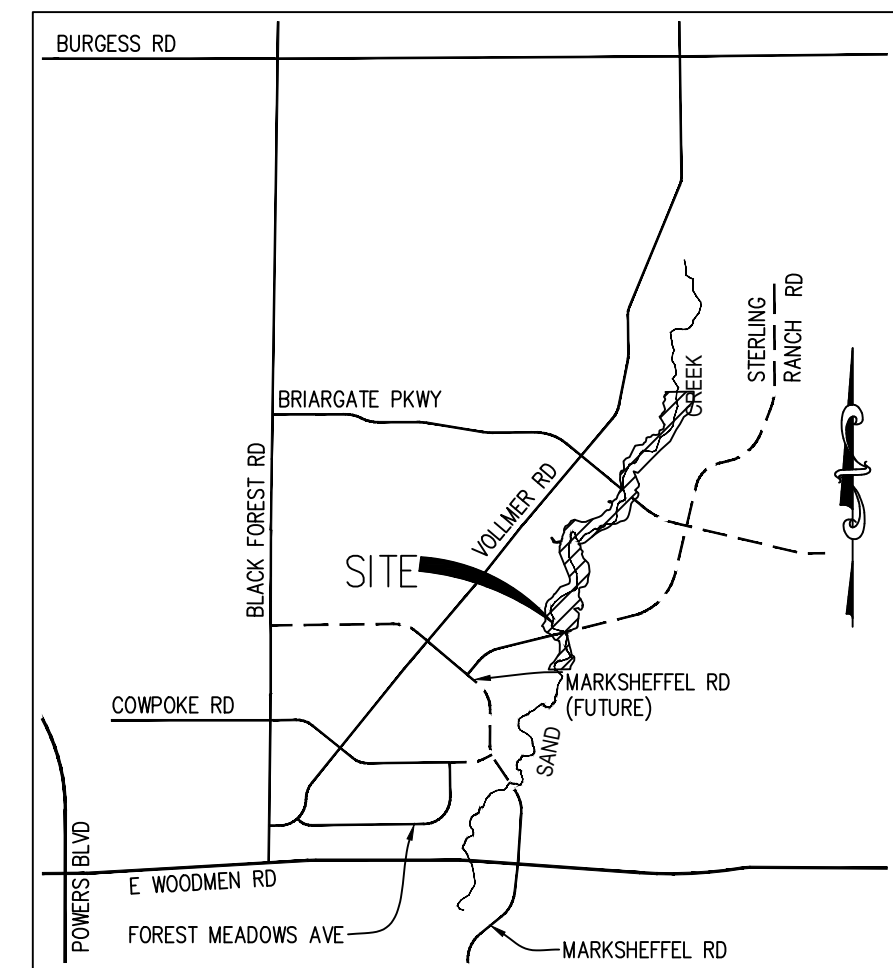 BURGESS RD
STERLING
RANCH RD
CREEK
BRIARGATE PKWY
BLACK FOREST RD
VOLLMER RD
SITE
MARKSHEFFEL RD
(FUTURE)
COWPOKE RD
SAND
POWERS BLVD
E WOODMEN RD
FOREST MEADOWS AVE
MARKSHEFFEL RD